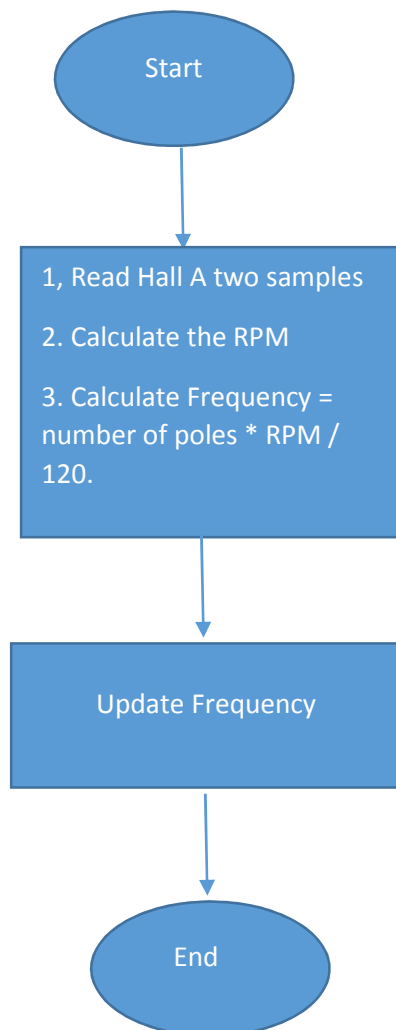 Start
1, Read Hall A two samples
2. Calculate the RPM
3. Calculate Frequency =
number of poles * RPM /
120.
Update Frequency
End